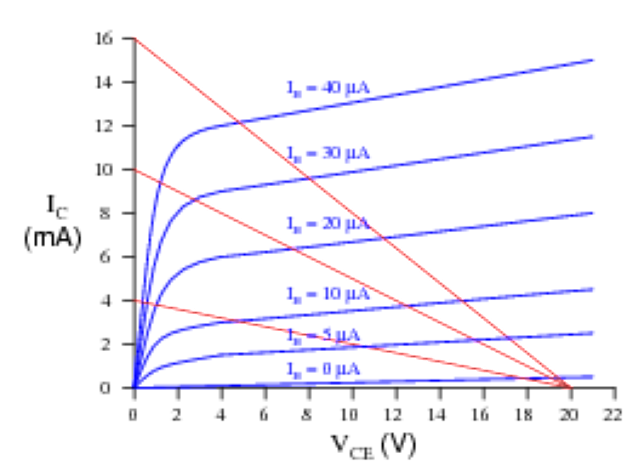 16
14
I_B = 40 μA
12
I_B = 30 μA
10
I_C
(mA)
8
I_B = 20 μA
6
I_B = 10 μA
4
I_B = 5 μA
2
I_B = 0 μA
0
0 2 4 6 8 10 12 14 16 18 20 22
V_CE (V)